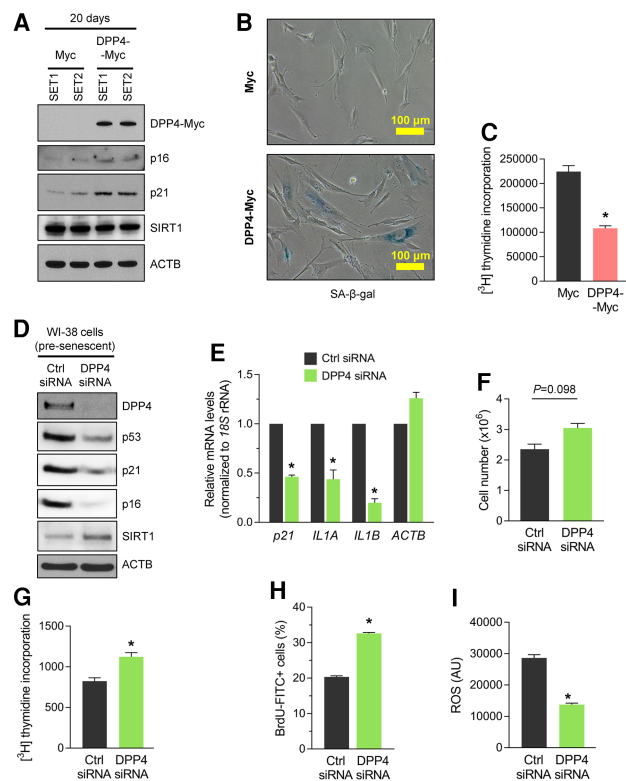 A
20 days
Myc
DPP4-
-Myc
SET1
SET2
SET1
SET2
DPP4-Myc
p16
p21
SIRT1
ACTB
B
Myc
100 µm
DPP4-Myc
100 µm
SA-β-gal
C
[³H] thymidine incorporation
250000
200000
150000
100000
50000
0
*
Myc
DPP4-
-Myc
D
WI-38 cells
(pre-senescent)
Ctrl
siRNA
DPP4
siRNA
DPP4
p53
p21
p16
SIRT1
ACTB
E
Ctrl siRNA
DPP4 siRNA
Relative mRNA levels
(normalized to 18S rRNA)
1.5
1.0
0.5
0.0
*
*
*
p21
IL1A
IL1B
ACTB
F
P=0.098
Cell number (x10⁶)
4
3
2
1
0
Ctrl
siRNA
DPP4
siRNA
G
[³H] thymidine incorporation
1500
1000
500
0
*
Ctrl
siRNA
DPP4
siRNA
H
BrdU-FITC+ cells (%)
40
30
20
10
0
*
Ctrl
siRNA
DPP4
siRNA
I
ROS (AU)
40000
30000
20000
10000
0
*
Ctrl
siRNA
DPP4
siRNA